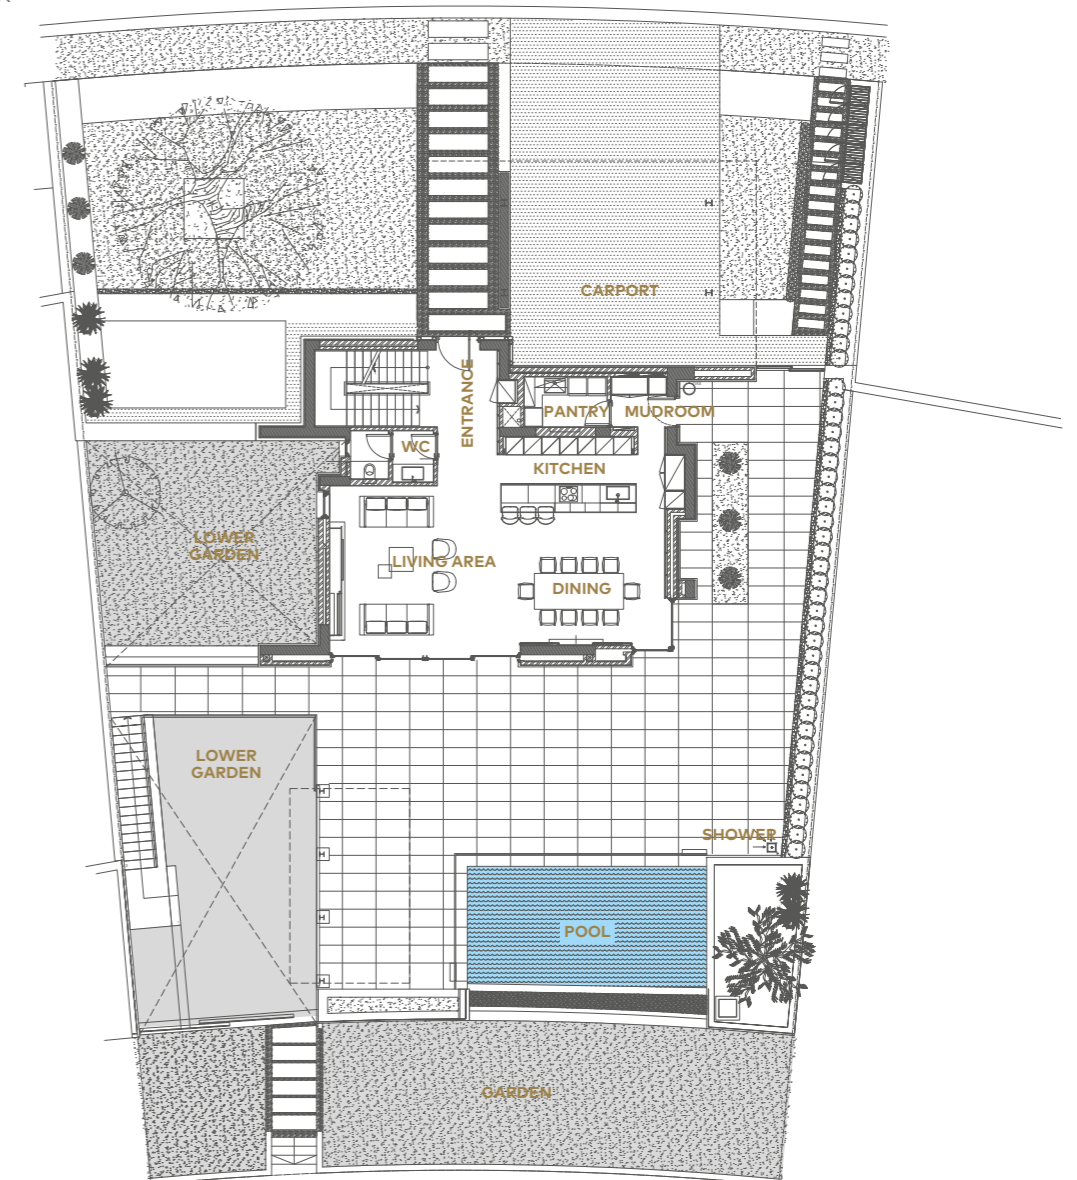 CARPORT
ENTRANCE
PANTRY
MUDROOM
WC
KITCHEN
LOWER
GARDEN
LIVING AREA
DINING
LOWER
GARDEN
SHOWER
POOL
GARDEN